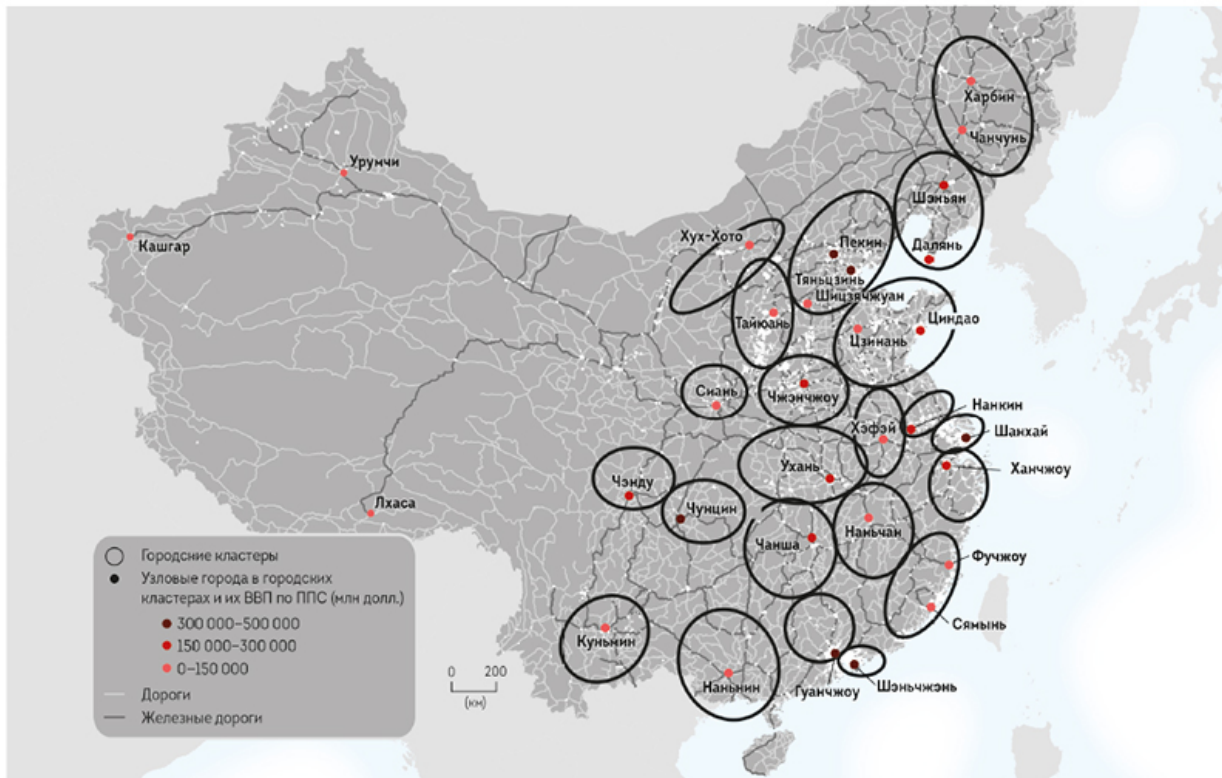 Харбин
Чанчунь
Урумчи
Шэньян
Хух-Хото
Пекин
Далянь
Кашгар
Тяньцзинь
Шицзячжуан
Тайюань
Циндао
Цзинань
Сиань
Чжэнчжоу
Нанкин
Хэфэй
Шанхай
Ухань
Ханчжоу
Чэнду
Лхаса
Чунцин
Наньчан
Чанша
Фучжоу
Сямынь
Куньмин
Наньнин
Гуанчжоу
Шэньчжэнь
Городские кластеры
Узловые города в городских
кластерах и их ВВП по ППС (млн долл.)
300 000–500 000
150 000–300 000
0–150 000
Дороги
Железные дороги
0 200
(км)